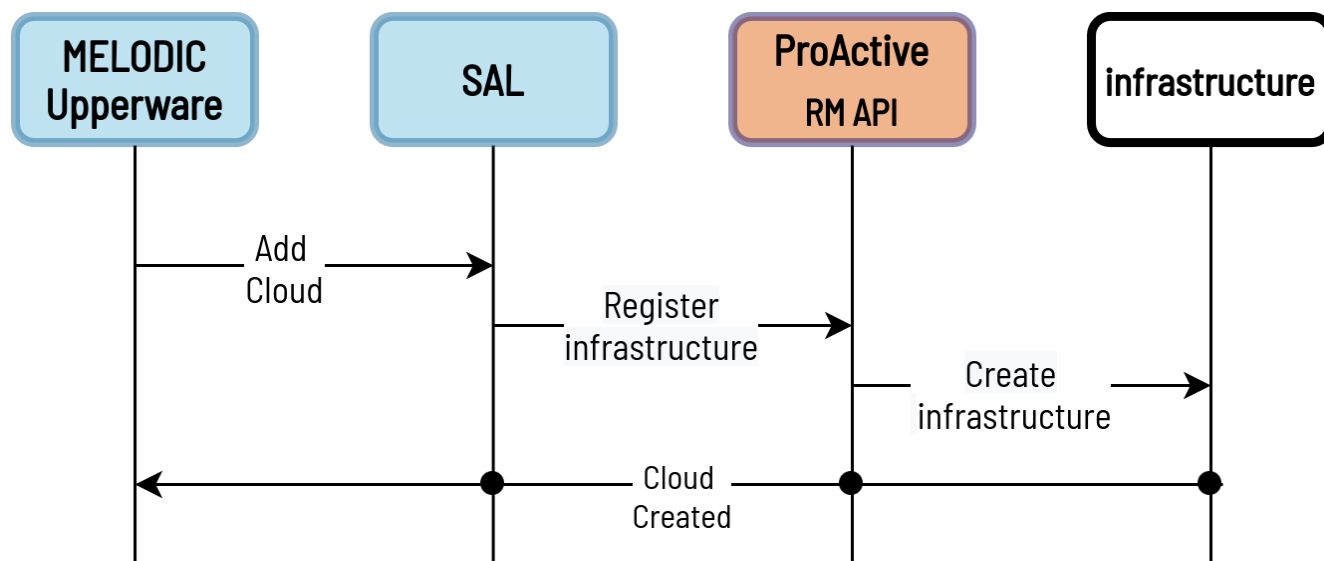 MELODIC
Upperware
SAL
ProActive
RM API
infrastructure
Add
Cloud
Register
infrastructure
Create
infrastructure
Cloud
Created